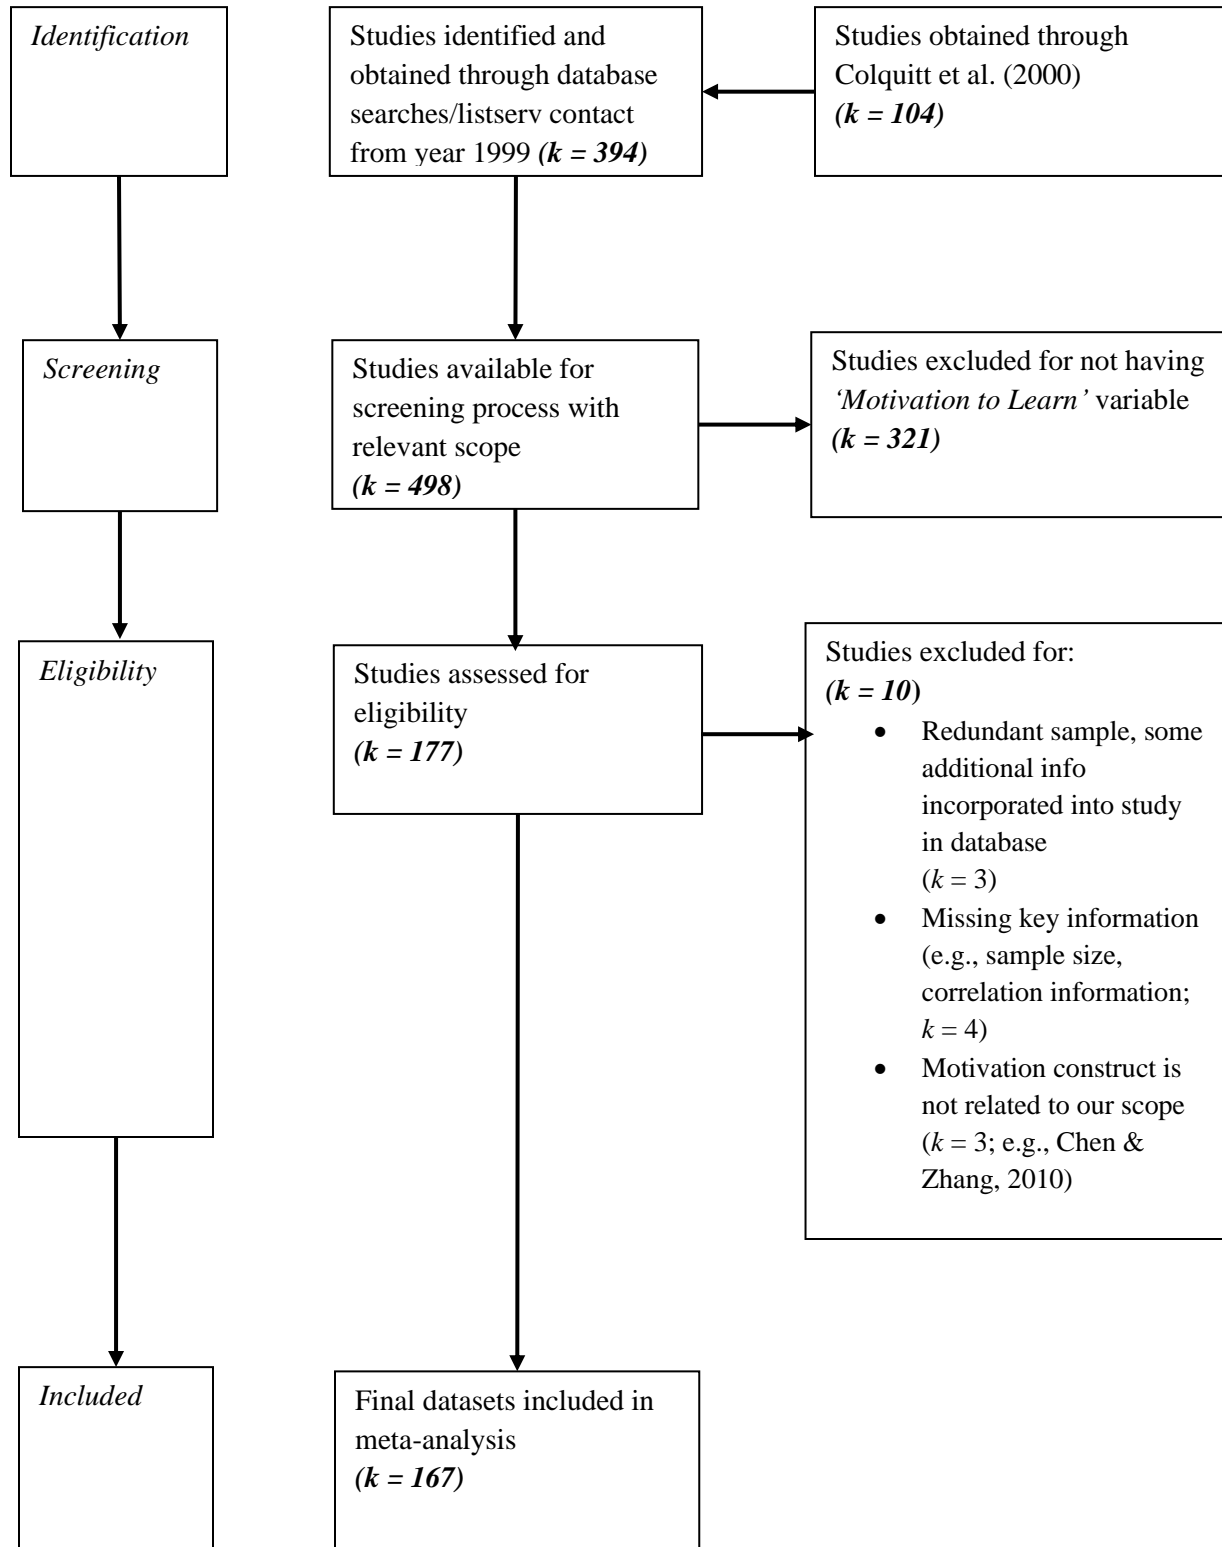 Identification
Studies identified and
obtained through database
searches/listserv contact
from year 1999 (k = 394)
Studies obtained through
Colquitt et al. (2000)
(k = 104)
Screening
Studies available for
screening process with
relevant scope
(k = 498)
Studies excluded for not having
‘Motivation to Learn’ variable
(k = 321)
Eligibility
Studies assessed for
eligibility
(k = 177)
Studies excluded for:
(k = 10)
• Redundant sample, some
additional info
incorporated into study
in database
(k = 3)
• Missing key information
(e.g., sample size,
correlation information;
k = 4)
• Motivation construct is
not related to our scope
(k = 3; e.g., Chen &
Zhang, 2010)
Included
Final datasets included in
meta-analysis
(k = 167)